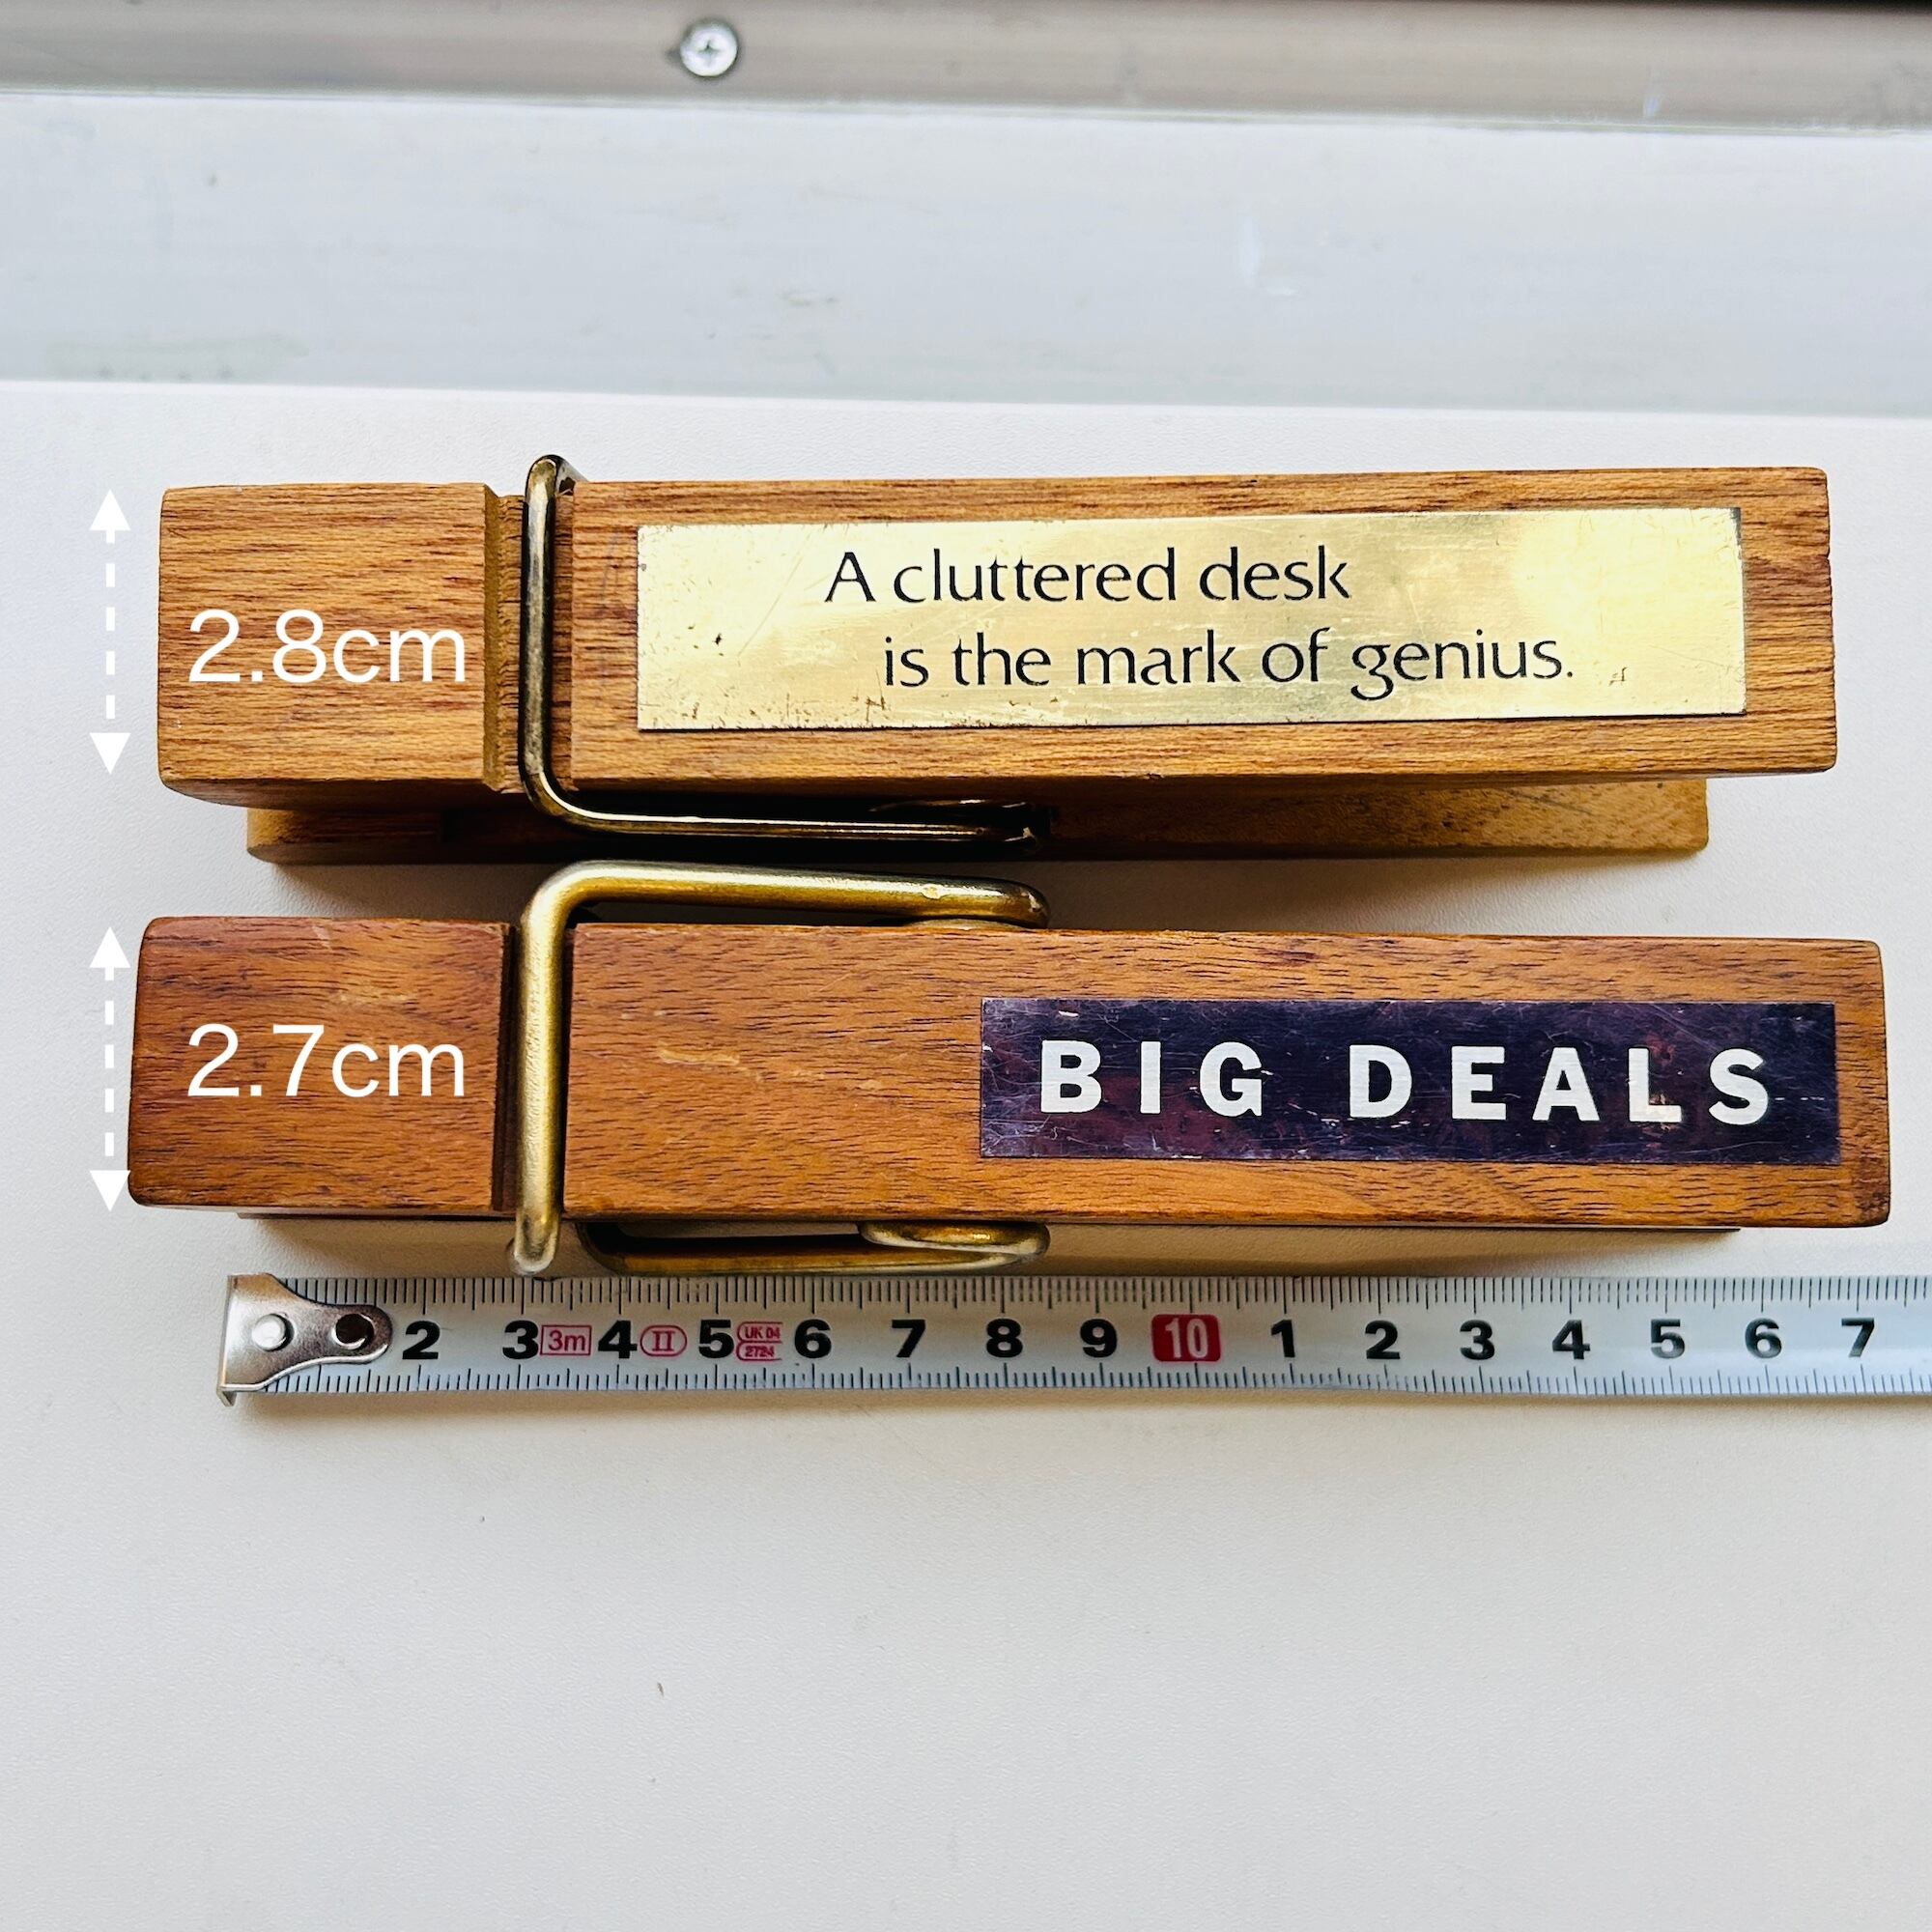 A cluttered desk
is the mark of genius.
2.8cm
BIG DEALS
2.7cm
2 3 3m 4 II 5 UK 04 2724 6 7 8 9 10 1 2 3 4 5 6 7